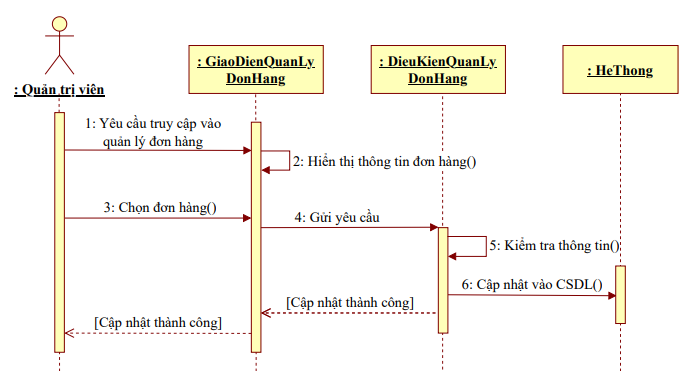 : Quản trị viên
: GiaoDienQuanLy
DonHang
: DieuKienQuanLy
DonHang
: HeThong
1: Yêu cầu truy cập vào
quản lý đơn hàng
2: Hiển thị thông tin đơn hàng()
3: Chọn đơn hàng()
4: Gửi yêu cầu
5: Kiểm tra thông tin()
6: Cập nhật vào CSDL()
[Cập nhật thành công]
[Cập nhật thành công]